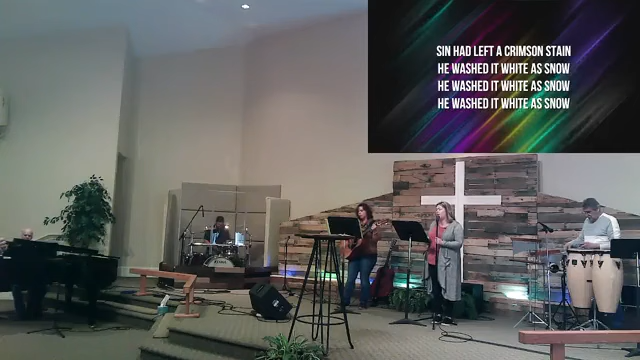 SIN HAD LEFT A CRIMSON STAIN
HE WASHED IT WHITE AS SNOW
HE WASHED IT WHITE AS SNOW
HE WASHED IT WHITE AS SNOW